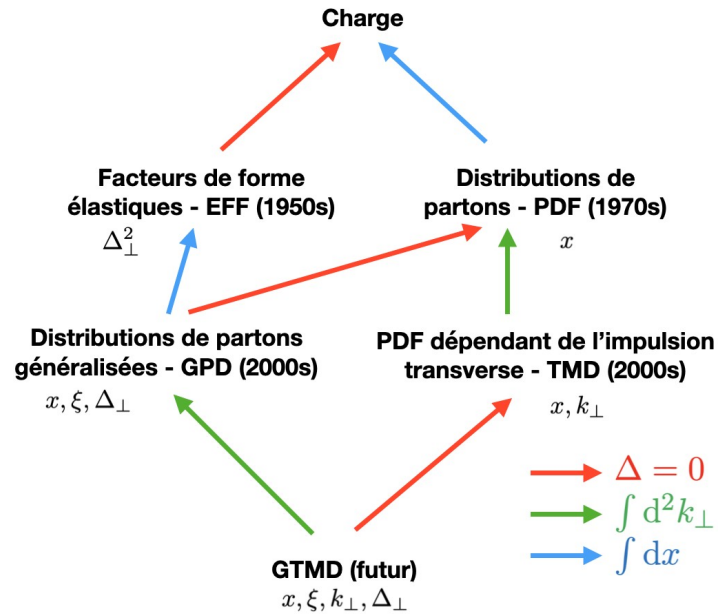 Charge
Facteurs de forme
élastiques - EFF (1950s)
Δ⊥²
Distributions de
partons - PDF (1970s)
x
Distributions de partons
généralisées - GPD (2000s)
x, ξ, Δ⊥
PDF dépendant de l’impulsion
transverse - TMD (2000s)
x, k⊥
Δ = 0
∫ d²k⊥
∫ dx
GTMD (futur)
x, ξ, k⊥, Δ⊥